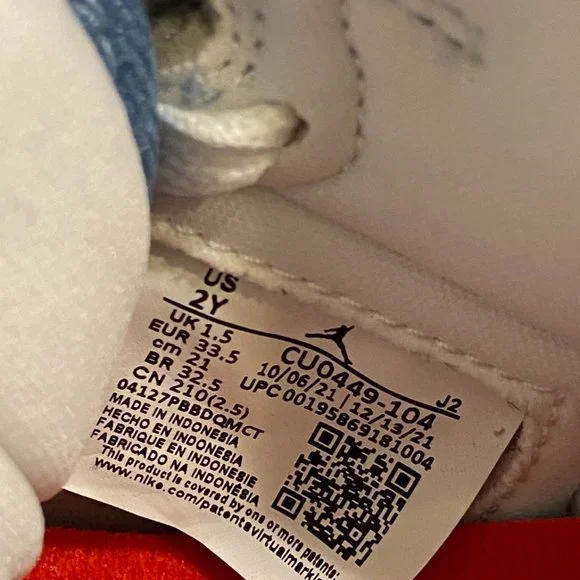 US
2Y
UK 1.5
EUR 33.5
cm 21
BR 32.5
CN 210(2.5)
04127PBBDQMCT
MADE IN INDONESIA
HECHO EN INDONESIA
FABRIQUE EN INDONESIE
FABRICADO NA INDONESIA
This product is covered by one or more patents.
www.nike.com/patents
CU0449-104
J2
10/06/21 | 12/13/21
UPC 00195869181004